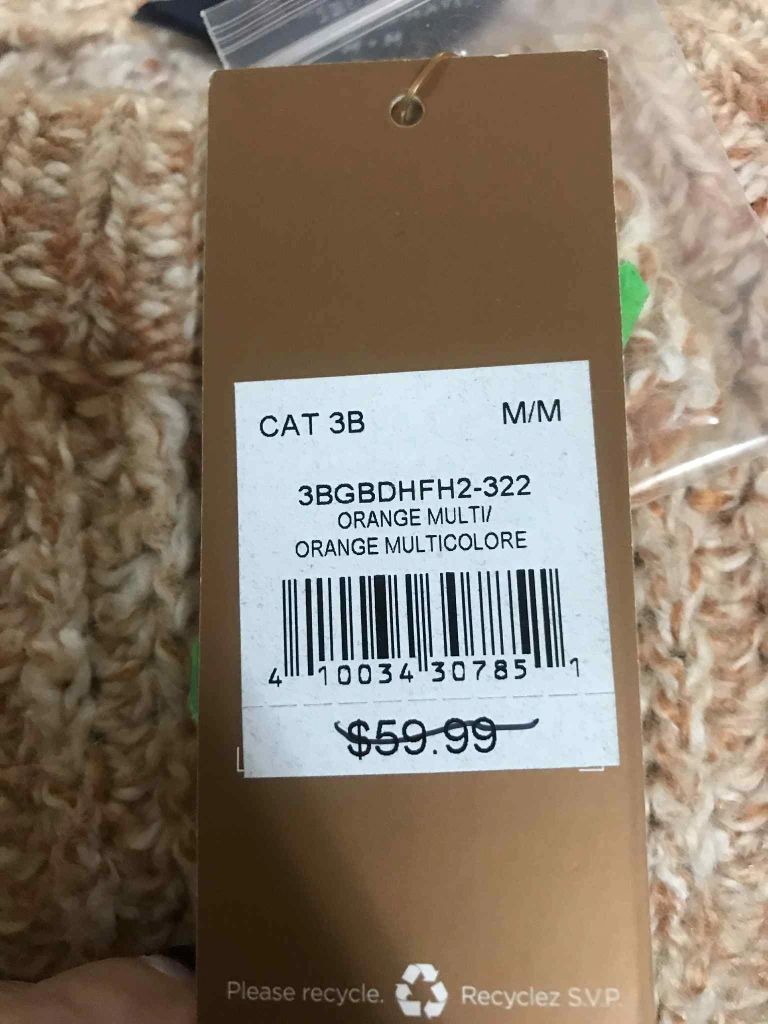 CAT 3B M/M
3BGBDHFH2-322
ORANGE MULTI/
ORANGE MULTICOLORE
4 10034 30785 1
$59.99
Please recycle. Recyclez S.V.P.